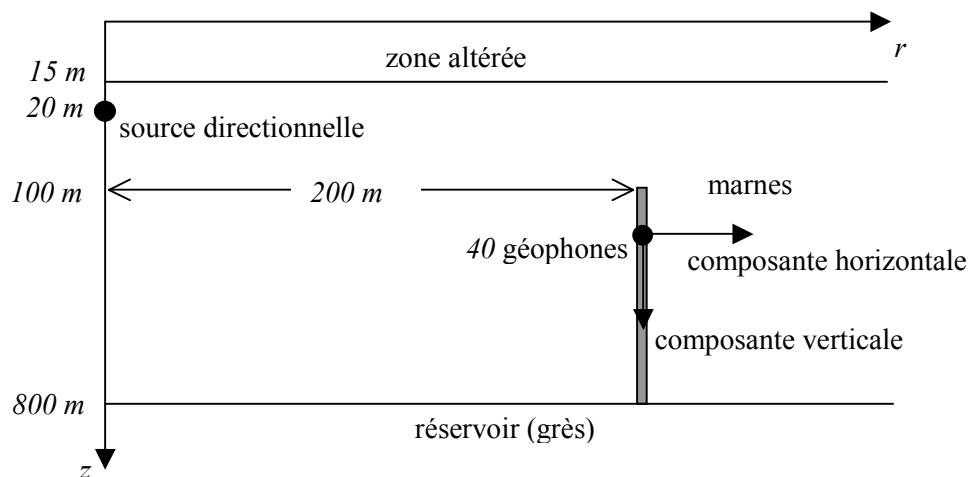 r
zone altérée
15 m
20 m
source directionnelle
100 m
200 m
marnes
40 géophones
composante horizontale
composante verticale
800 m
réservoir (grès)
z